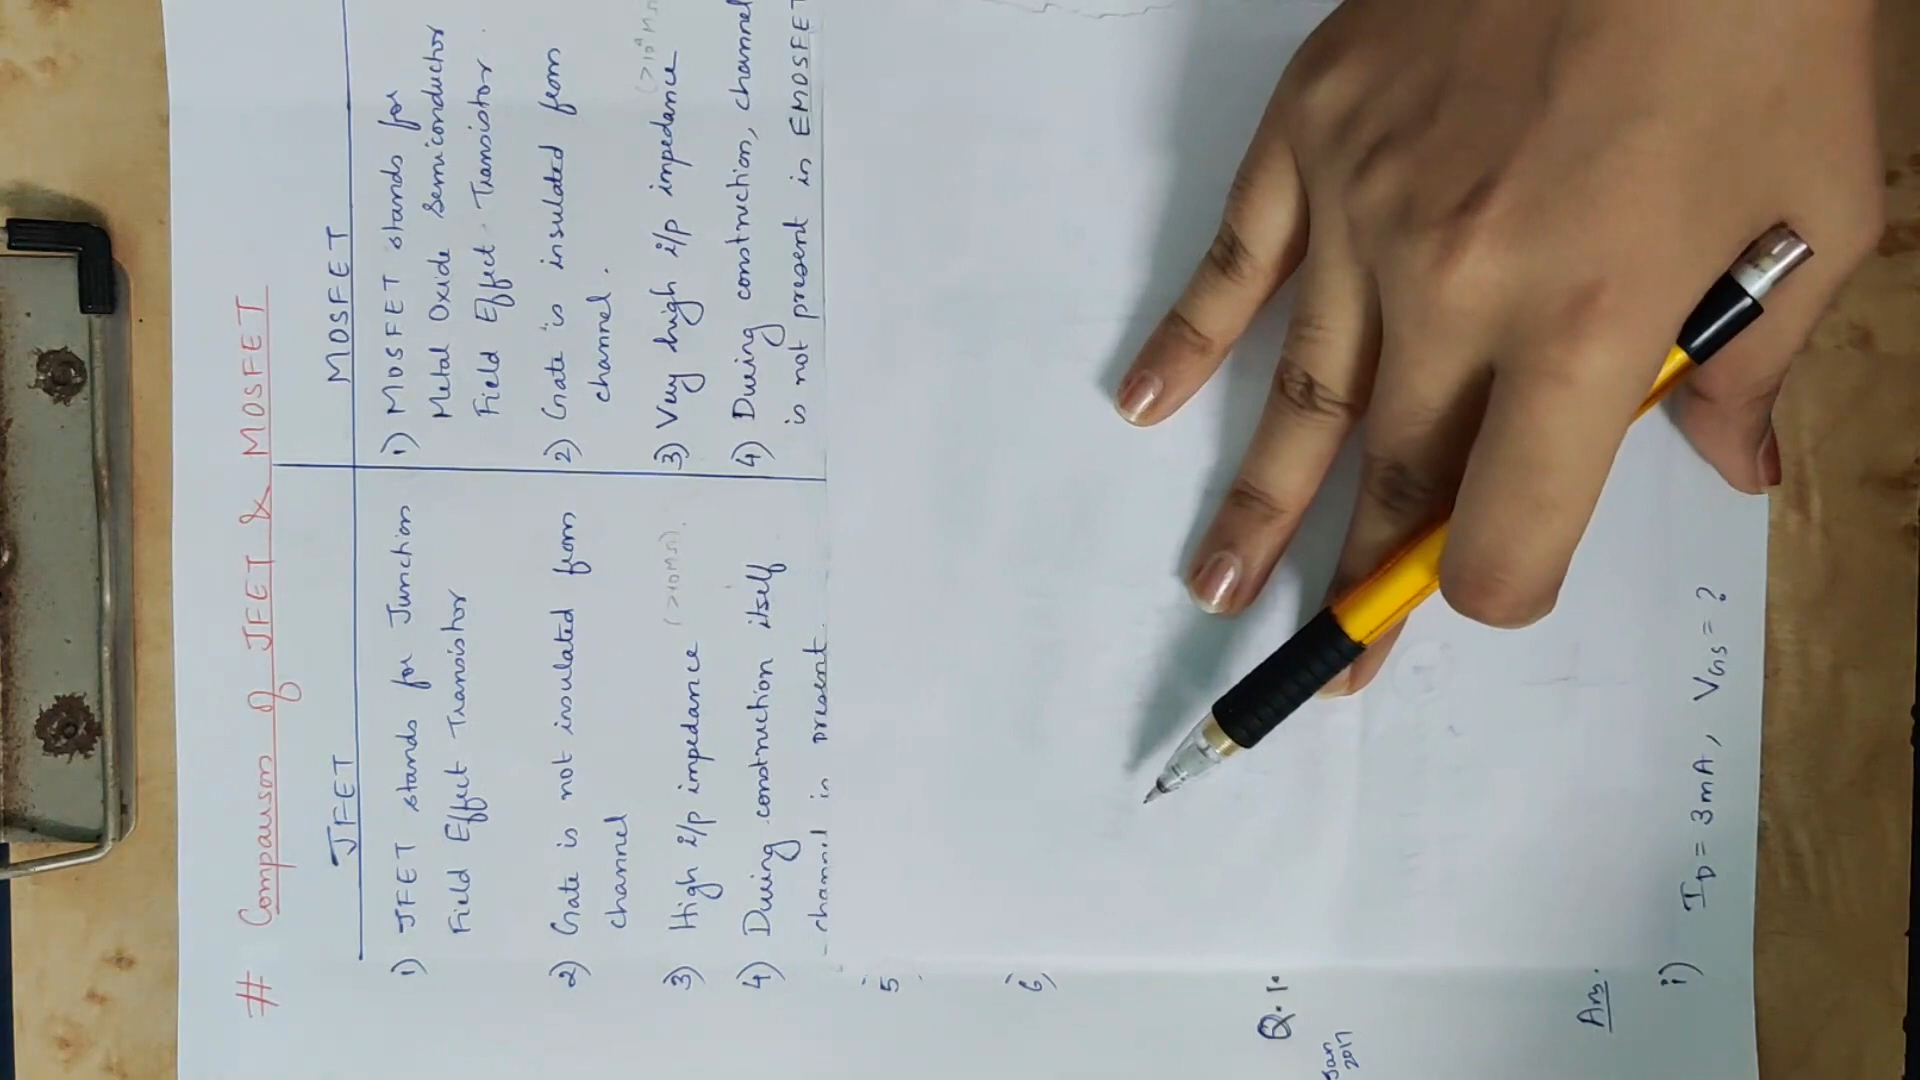 # Comparison of JFET & MOSFET
JFET
MOSFET
1) JFET stands for Junction
Field Effect Transistor
1) MOSFET stands for
Metal Oxide Semiconductor
Field Effect Transistor.
2) Gate is not insulated from
channel
2) Gate is insulated from
channel.
3) High i/p impedance (>10MΩ).
3) Very high i/p impedance
4) During construction itself
channel is present.
4) During construction, channel
is not present in EMOSFET
5
6)
Q.1.
Jan
2017
Ans.
i) ID = 3mA, VGS = ?